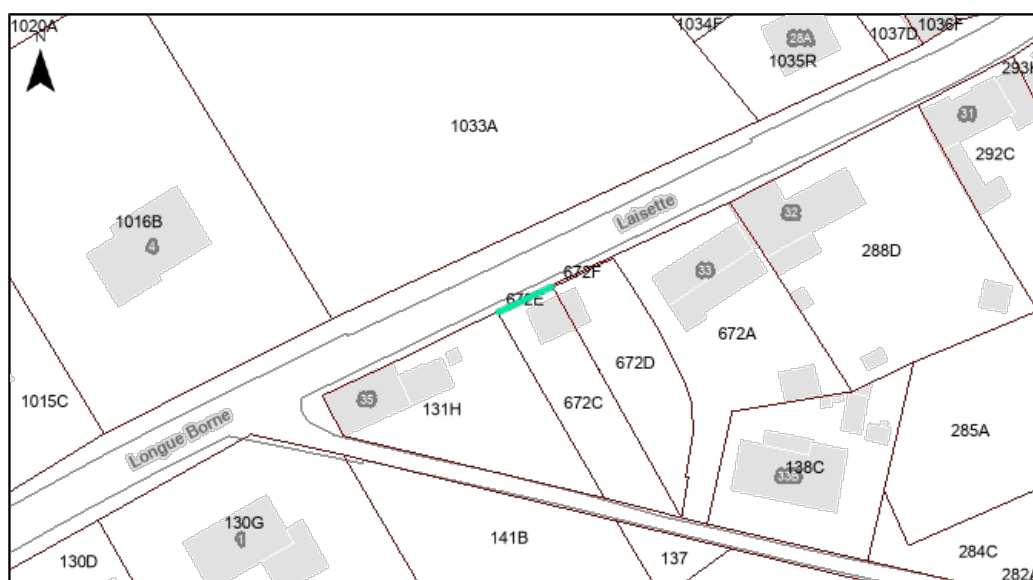 1020A
N
1034F
28A
1036F
1037D
1035R
293
31
1033A
292C
Laisette
32
1016B
4
288D
33
672F
672E
672A
672D
1015C
35
131H
672C
Longue Borne
285A
138C
33B
130G
1
141B
284C
130D
137
282A